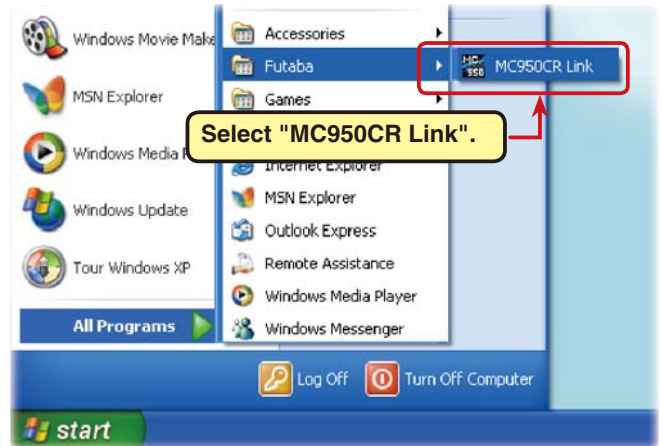 Windows Movie Make
MSN Explorer
Windows Media
Windows Update
Tour Windows XP
All Programs
Accessories
Futaba
Games
Internet Explorer
MSN Explorer
Outlook Express
Remote Assistance
Windows Media Player
Windows Messenger
MC-
950
MC950CR Link
Select "MC950CR Link".
Log Off
Turn Off Computer
start